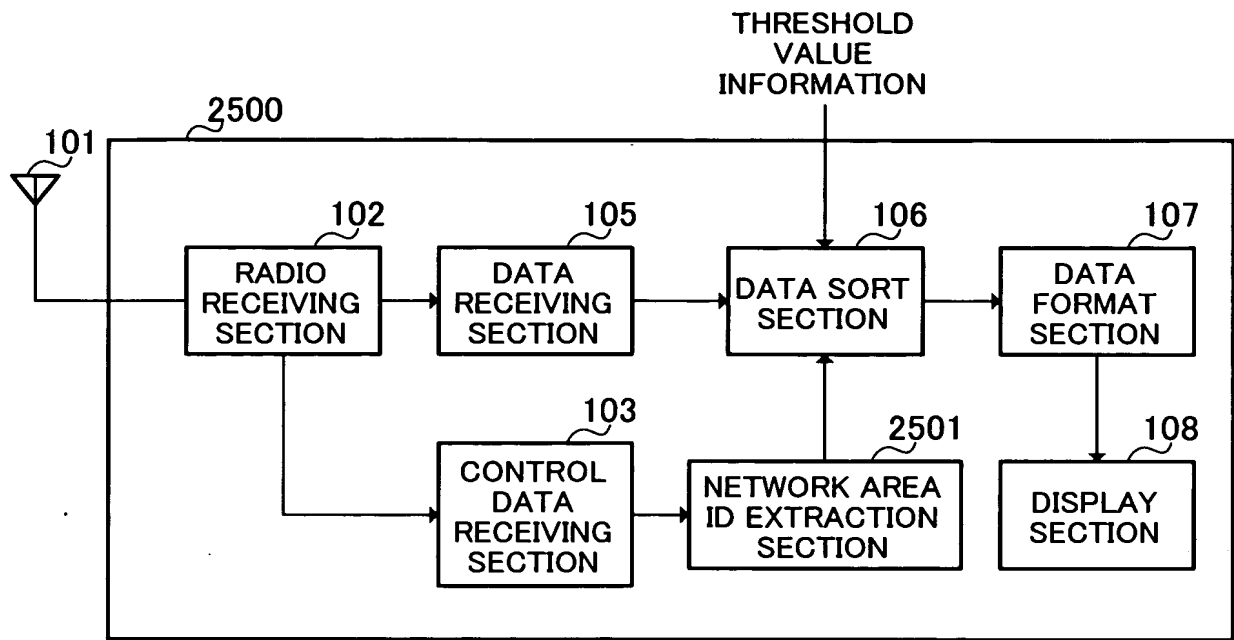 THRESHOLD
VALUE
INFORMATION
2500
101
102
RADIO
RECEIVING
SECTION
105
DATA
RECEIVING
SECTION
106
DATA SORT
SECTION
107
DATA
FORMAT
SECTION
103
CONTROL
DATA
RECEIVING
SECTION
2501
NETWORK AREA
ID EXTRACTION
SECTION
108
DISPLAY
SECTION